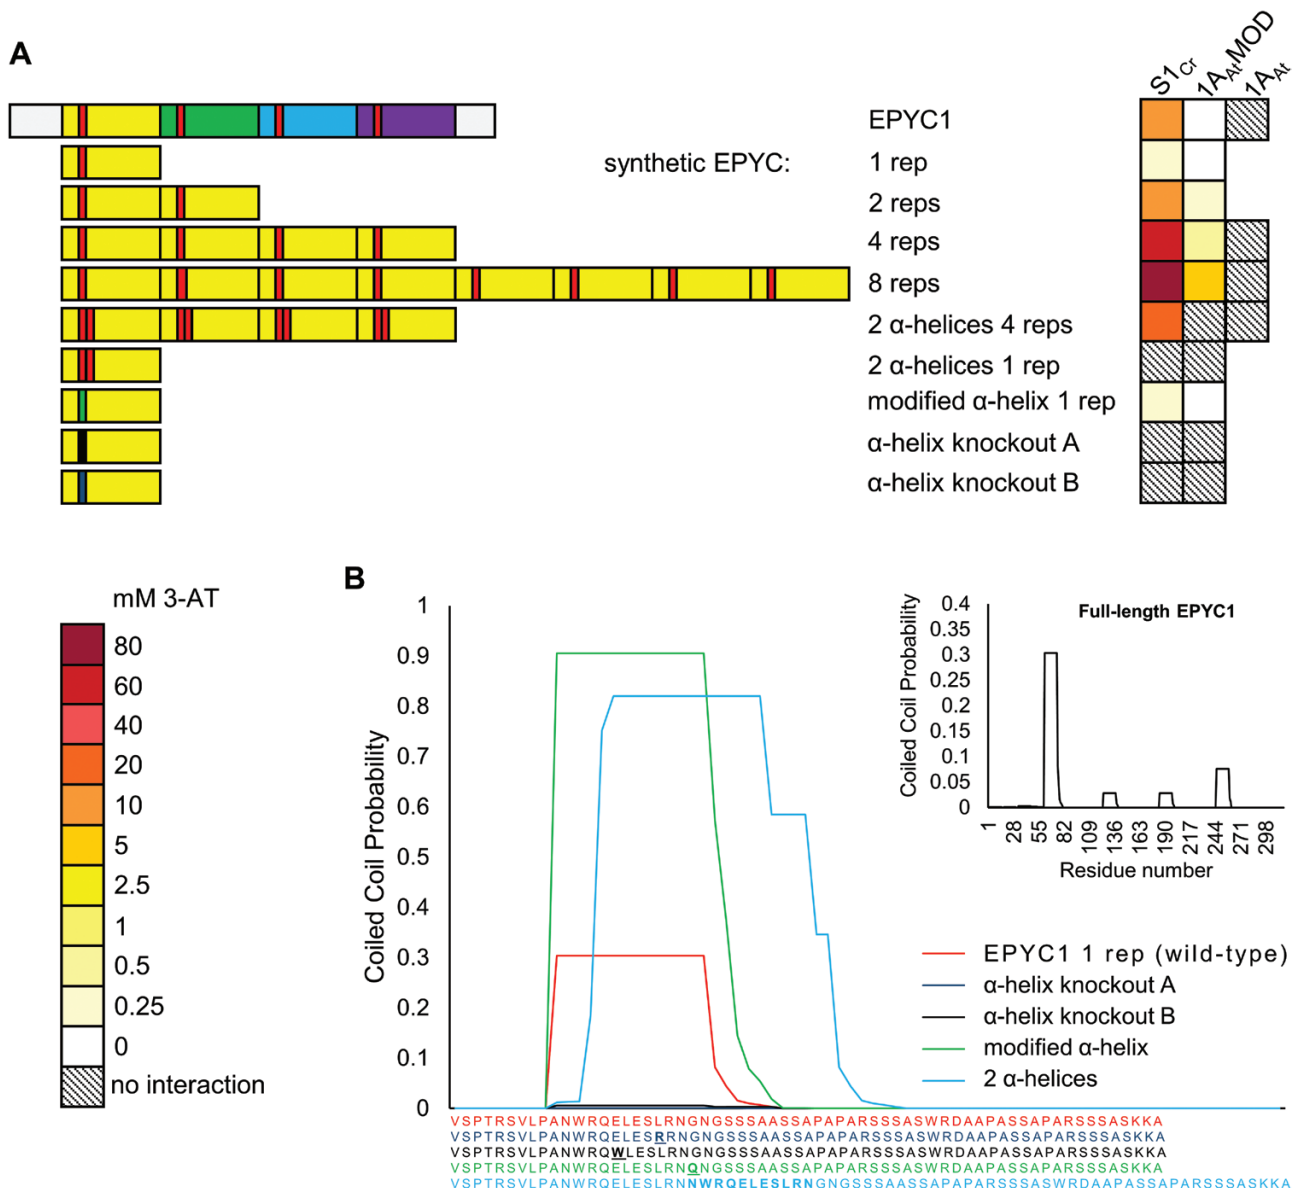 A
S1Cr
1AAtMOD
1AAt
EPYC1
synthetic EPYC:
1 rep
2 reps
4 reps
8 reps
2 α-helices 4 reps
2 α-helices 1 rep
modified α-helix 1 rep
α-helix knockout A
α-helix knockout B
mM 3-AT
80
60
40
20
10
5
2.5
1
0.5
0.25
0
no interaction
B
Coiled Coil Probability
1
0.9
0.8
0.7
0.6
0.5
0.4
0.3
0.2
0.1
0
Full-length EPYC1
Coiled Coil Probability
0.4
0.35
0.3
0.25
0.2
0.15
0.1
0.05
0
1 28 55 82 109 136 163 190 217 244 271 298
Residue number
EPYC1 1 rep (wild-type)
α-helix knockout A
α-helix knockout B
modified α-helix
2 α-helices
VSPTRSVLPANWRQELESLRNGNGSSSAASSAPAPARSSSASWRDAAPASSAPARSSSASKKA
VSPTRSVLPANWRQELESRRNGNGSSSAASSAPAPARSSSASWRDAAPASSAPARSSSASKKA
VSPTRSVLPANWRQWLESLRNGNGSSSAASSAPAPARSSSASWRDAAPASSAPARSSSASKKA
VSPTRSVLPANWRQELESLRNQNGSSSAASSAPAPARSSSASWRDAAPASSAPARSSSASKKA
VSPTRSVLPANWRQELESLRNNWRQELESLRNGNGSSSAASSAPAPARSSSASWRDAAPASSAPARSSSASKKA